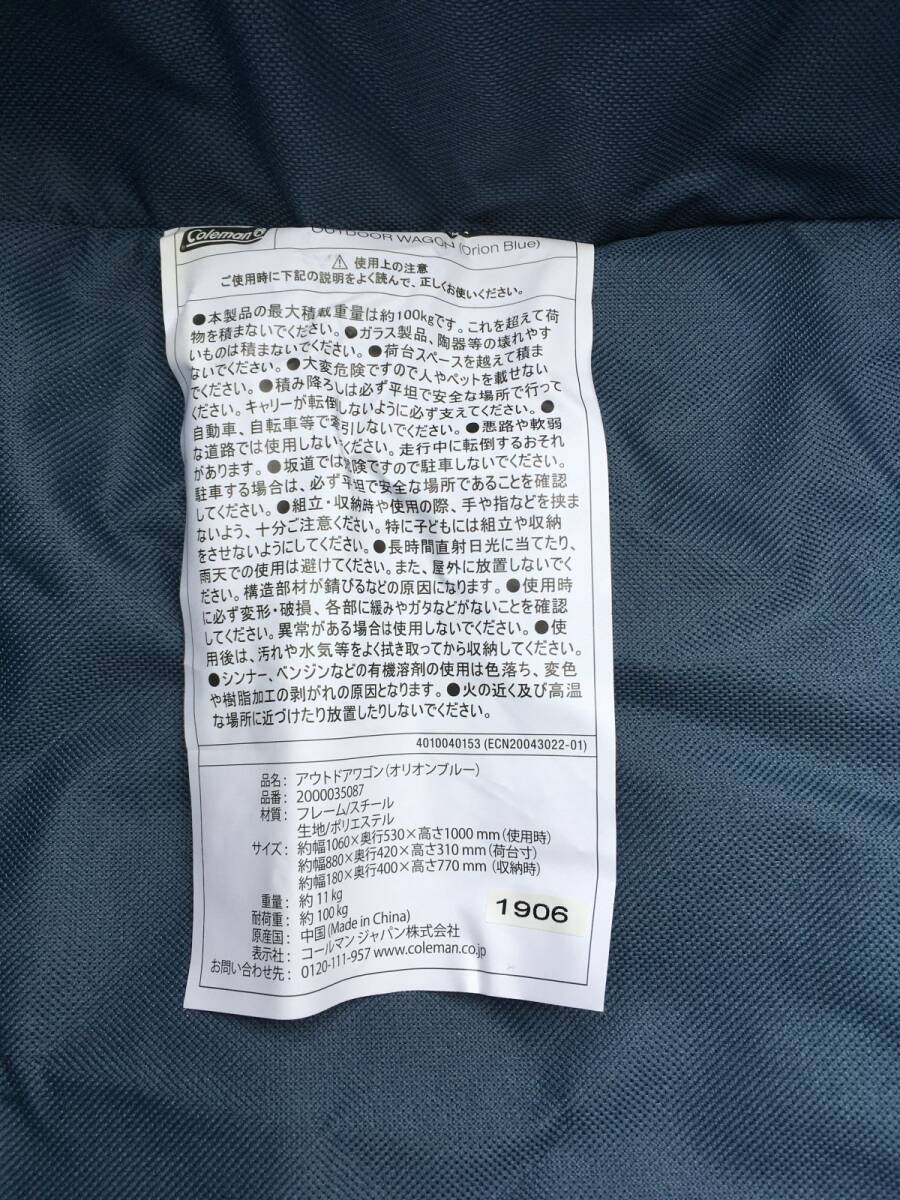 Coleman
OUTDOOR WAGON (Orion Blue)
⚠ 使用上の注意
ご使用時に下記の説明をよく読んで、正しくお使いください。
●本製品の最大積載重量は約100kgです。これを超えて荷
物を積まないでください。●ガラス製品、陶器等の壊れやす
いものは積まないでください。●荷台スペースを越えて積ま
ないでください。●大変危険ですので人やペットを載せない
でください。●積み降ろしは必ず平坦で安全な場所で行って
ください。キャリーが転倒しないように必ず支えてください。●
自動車、自転車等で牽引しないでください。●悪路や軟弱
な道路では使用しないください。走行中に転倒するおそれ
があります。●坂道では危険ですので駐車しないでください。
駐車する場合は、必ず平坦で安全な場所であることを確認
してください。●組立・収納時や使用の際、手や指などを挟ま
ないよう、十分ご注意ください。特に子どもには組立や収納
をさせないようにしてください。●長時間直射日光に当てたり、
雨天での使用は避けてください。また、屋外に放置しないでく
ださい。構造部材が錆びるなどの原因になります。●使用時
に必ず変形・破損、各部に緩みやガタなどがないことを確認
してください。異常がある場合は使用しないでください。●使
用後は、汚れや水気等をよく拭き取ってから収納してください。
●シンナー、ベンジンなどの有機溶剤の使用は色落ち、変色
や樹脂加工の剥がれの原因となります。●火の近く及び高温
な場所に近づけたり放置したりしないでください。
4010040153 (ECN20043022-01)
品名: アウトドアワゴン(オリオンブルー)
品番: 2000035087
材質: フレーム/スチール
生地/ポリエステル
サイズ: 約幅1060×奥行530×高さ1000 mm (使用時)
約幅880×奥行420×高さ310 mm (荷台寸)
約幅180×奥行400×高さ770 mm (収納時)
重量: 約 11 kg
耐荷重: 約 100 kg
原産国: 中国 (Made in China)
表示社: コールマン ジャパン株式会社
お問い合わせ先: 0120-111-957 www.coleman.co.jp
1906